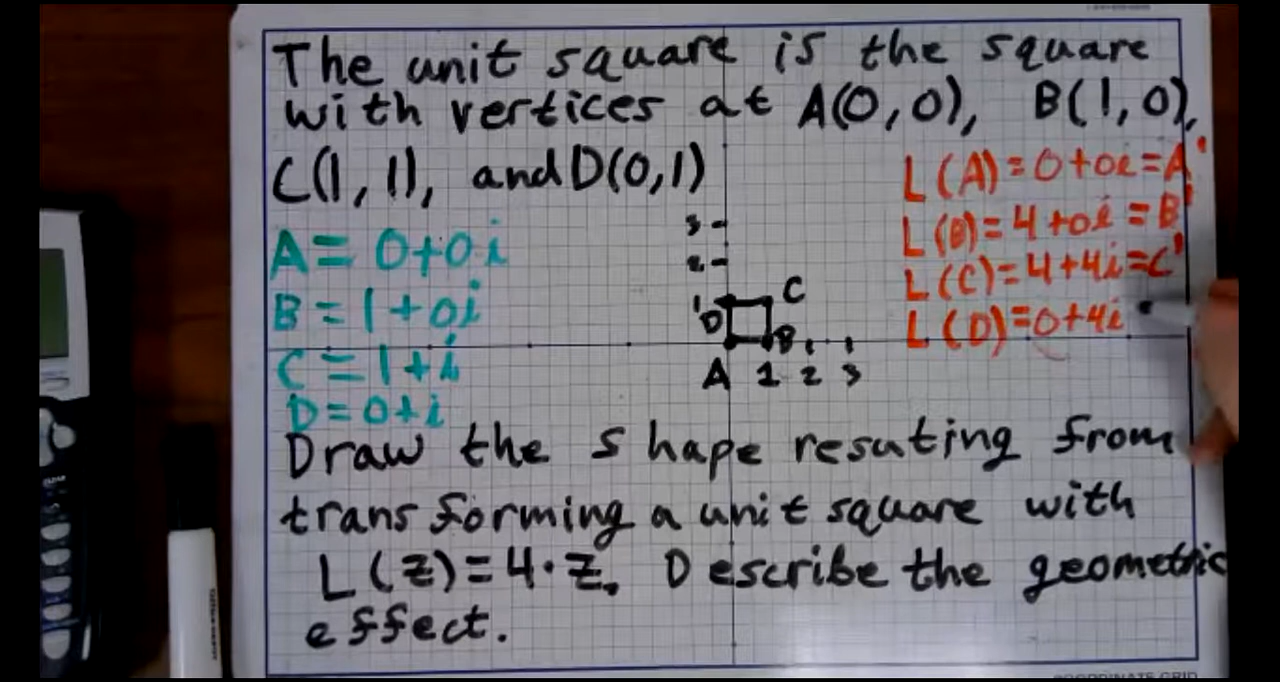 The unit square is the square
with vertices at A(0,0), B(1,0),
C(1,1), and D(0,1)
L(A)=0+0i=A'
L(B)=4+0i=B'
L(C)=4+4i=C'
L(D)=0+4i
A=0+0i
B=1+0i
C=1+i
D=0+i
3
2
1 C
D B
A 1 2 3
Draw the shape resuting from
transforming a unit square with
L(z)=4·z. Describe the geometric
effect.
COORDINATE GRID